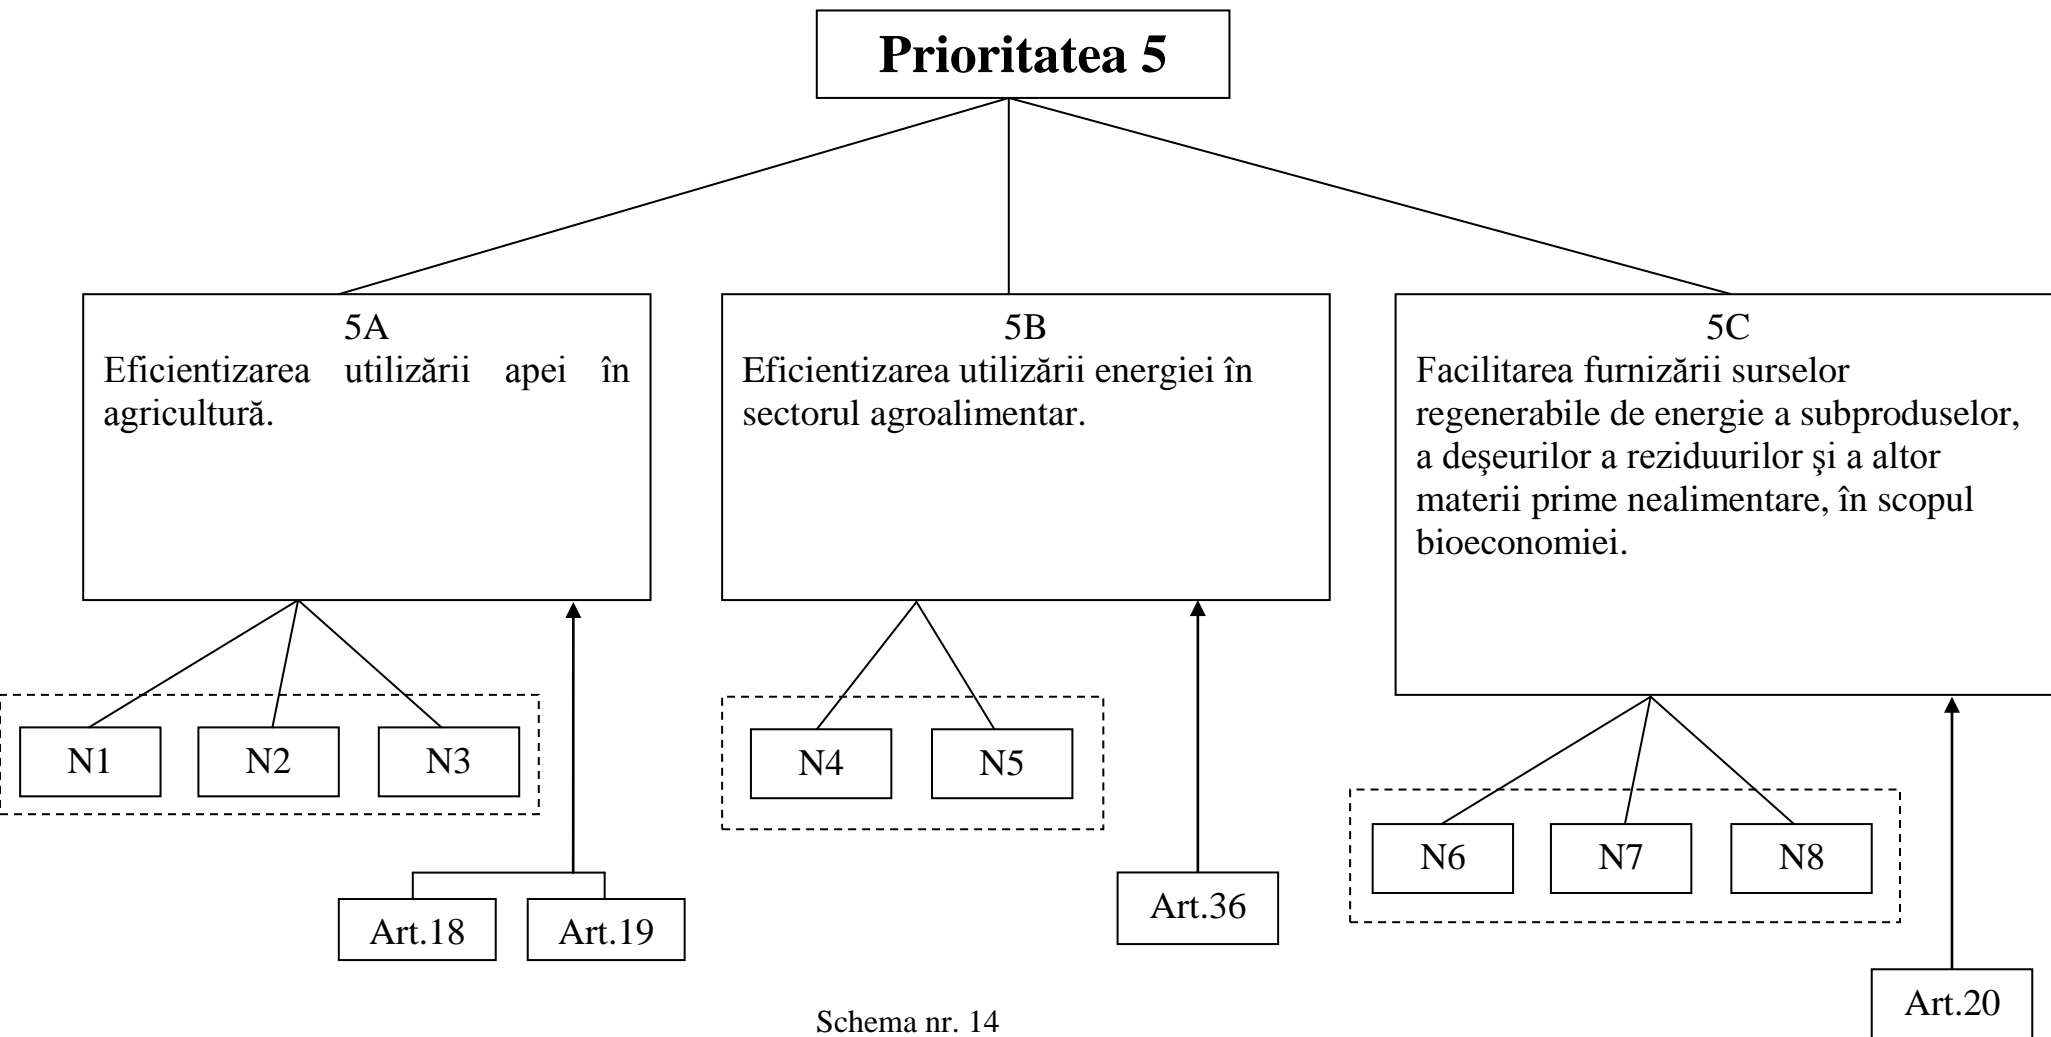 Prioritatea 5
5A
Eficientizarea utilizării apei în
agricultură.
5B
Eficientizarea utilizării energiei în
sectorul agroalimentar.
5C
Facilitarea furnizării surselor
regenerabile de energie a subproduselor,
a deşeurilor a reziduurilor şi a altor
materii prime nealimentare, în scopul
bioeconomiei.
N1
N2
N3
N4
N5
N6
N7
N8
Art.18
Art.19
Art.36
Art.20
Schema nr. 14